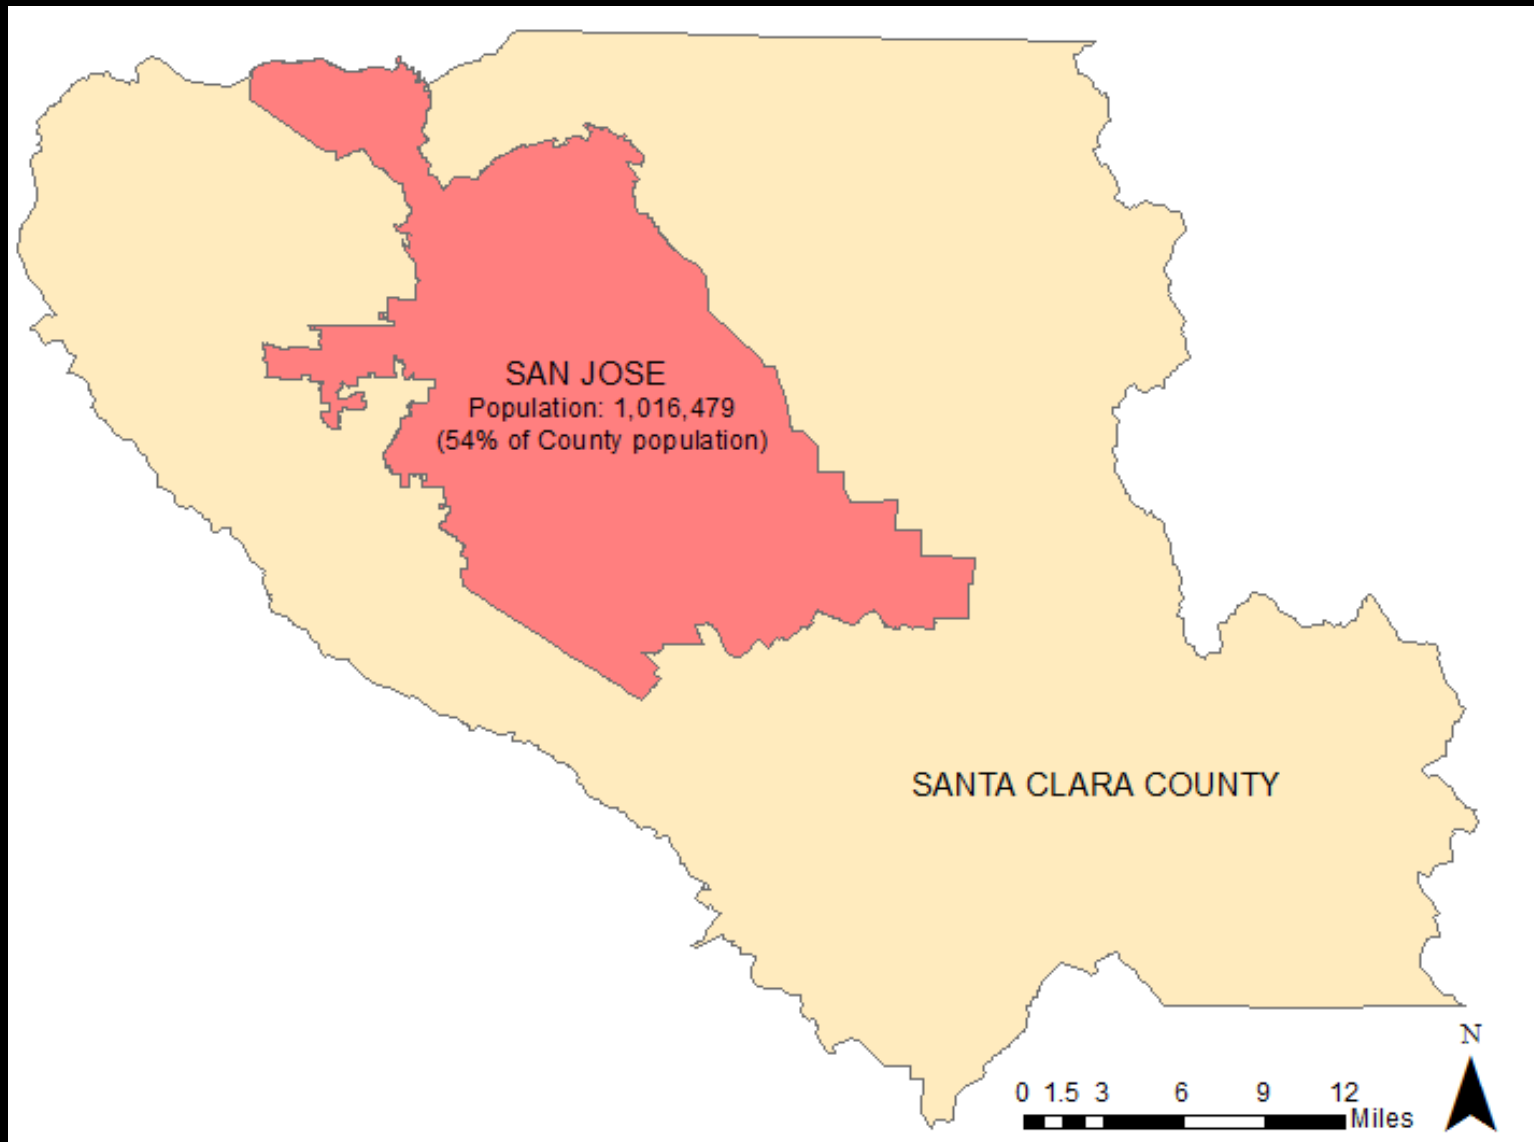 SAN JOSE
Population: 1,016,479
(54% of County population)
SANTA CLARA COUNTY
N
0 1.5 3 6 9 12
Miles